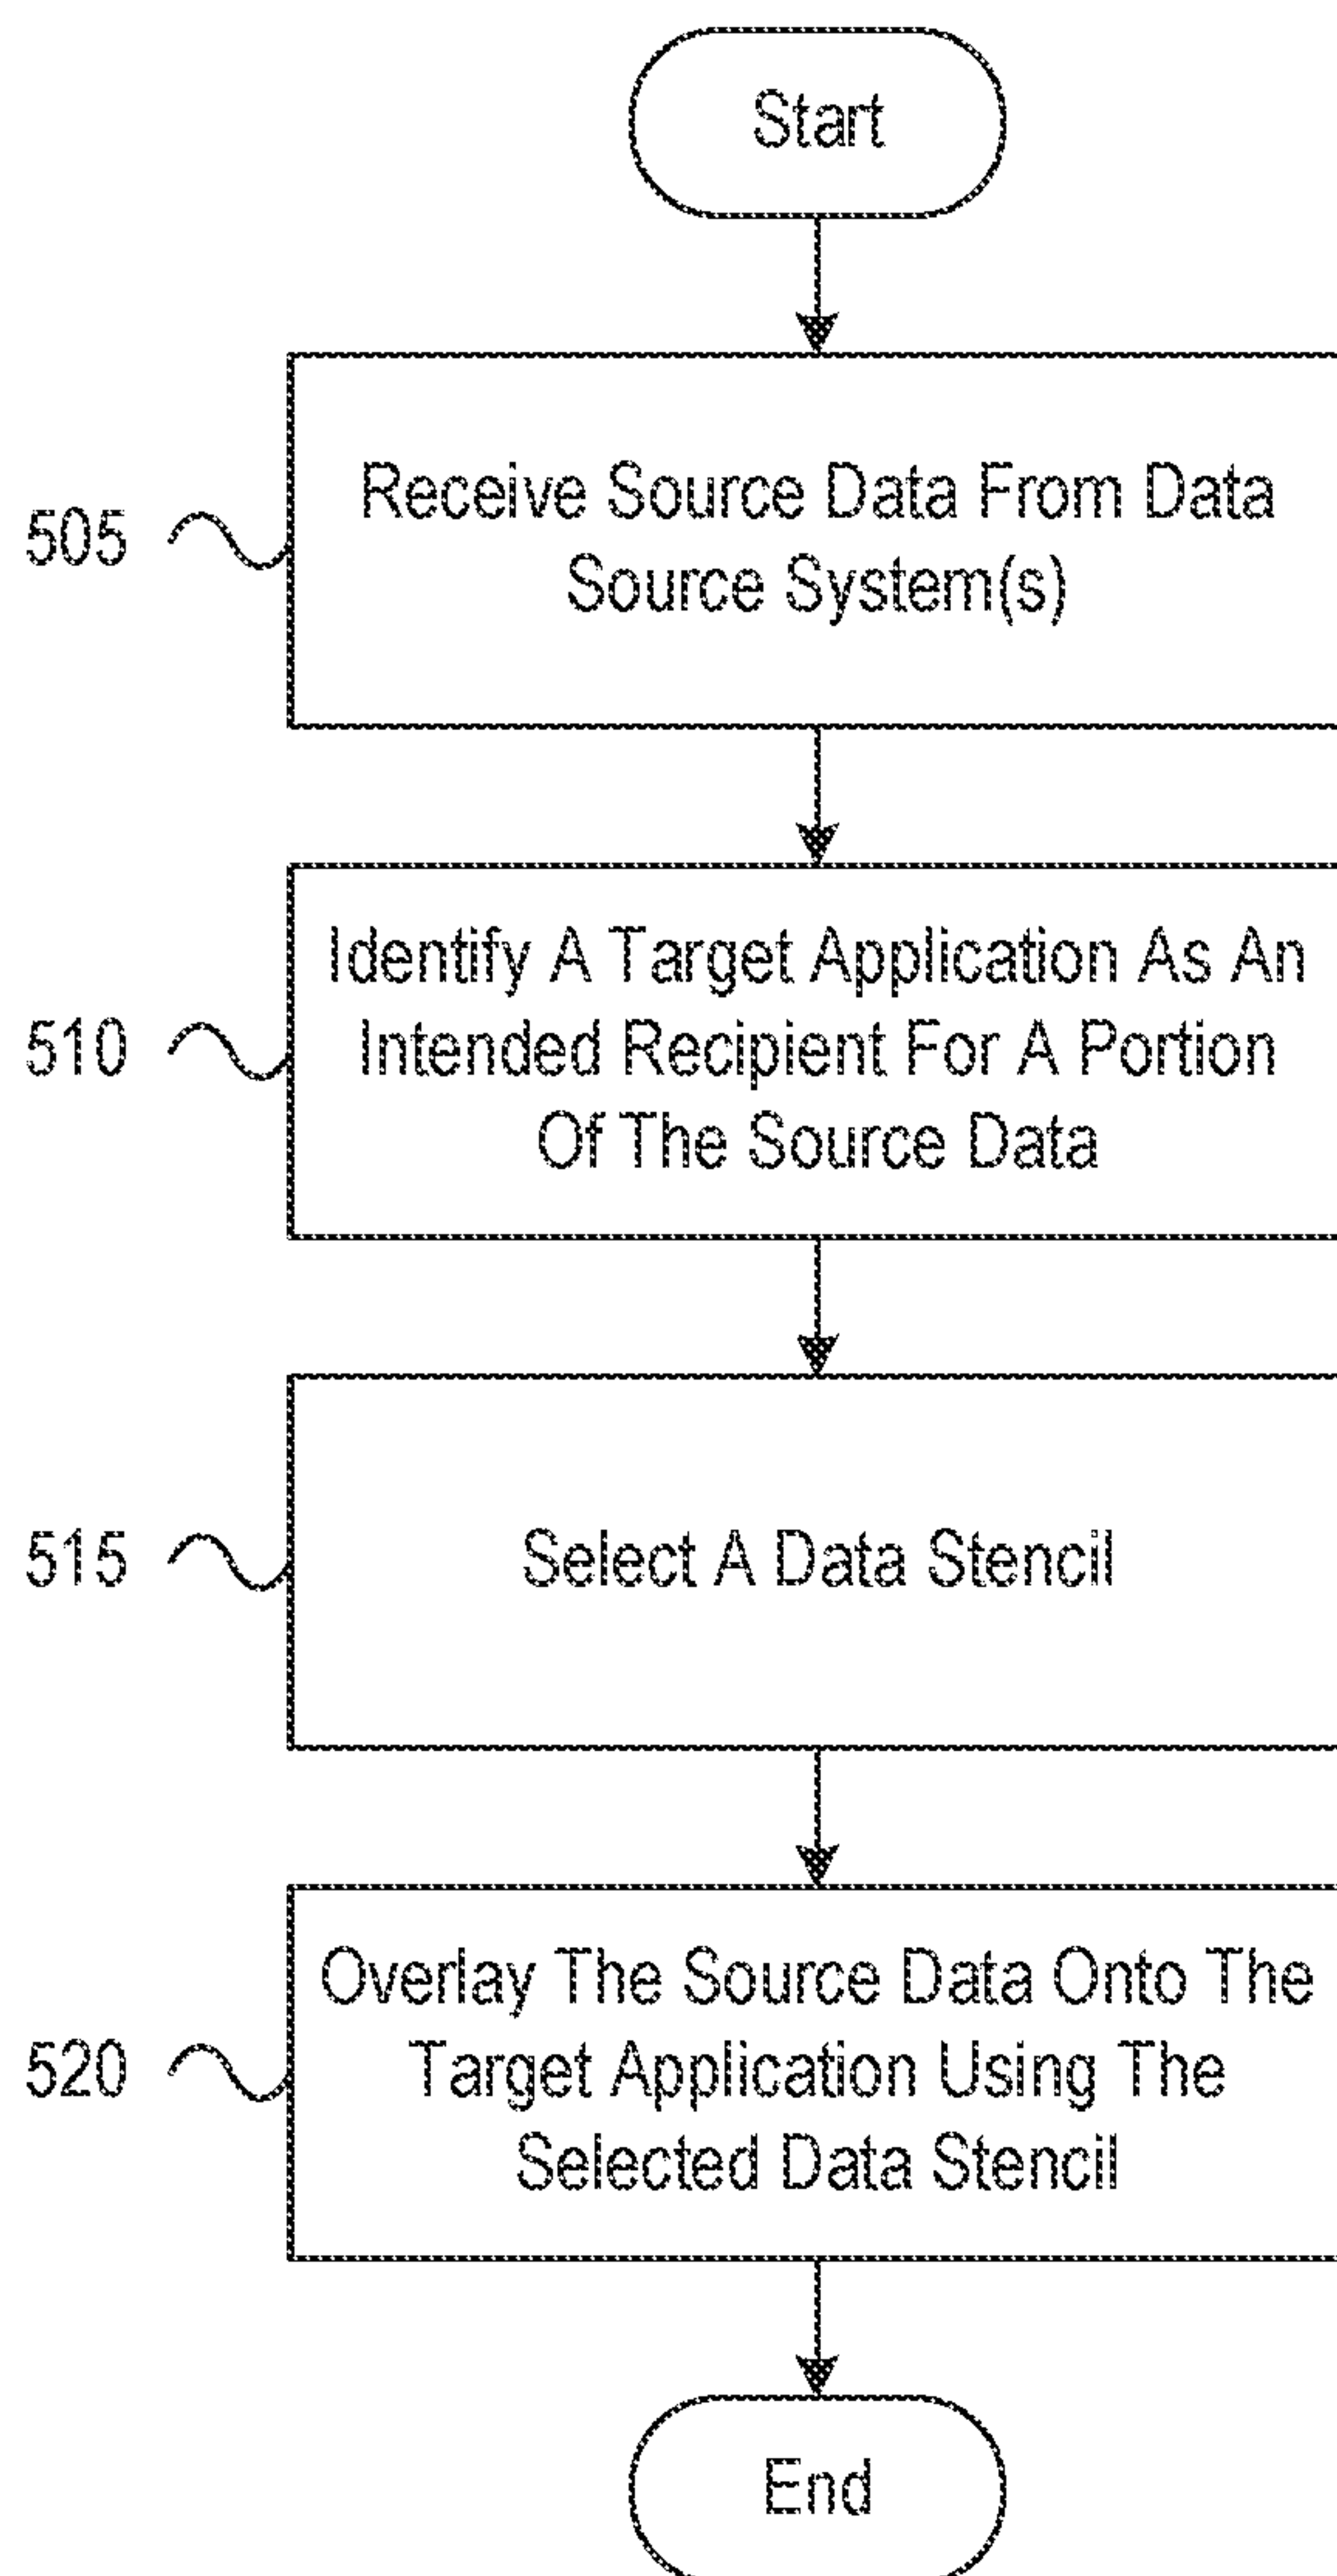 Start
505
Receive Source Data From Data
Source System(s)
510
Identify A Target Application As An
Intended Recipient For A Portion
Of The Source Data
515
Select A Data Stencil
520
Overlay The Source Data Onto The
Target Application Using The
Selected Data Stencil
End